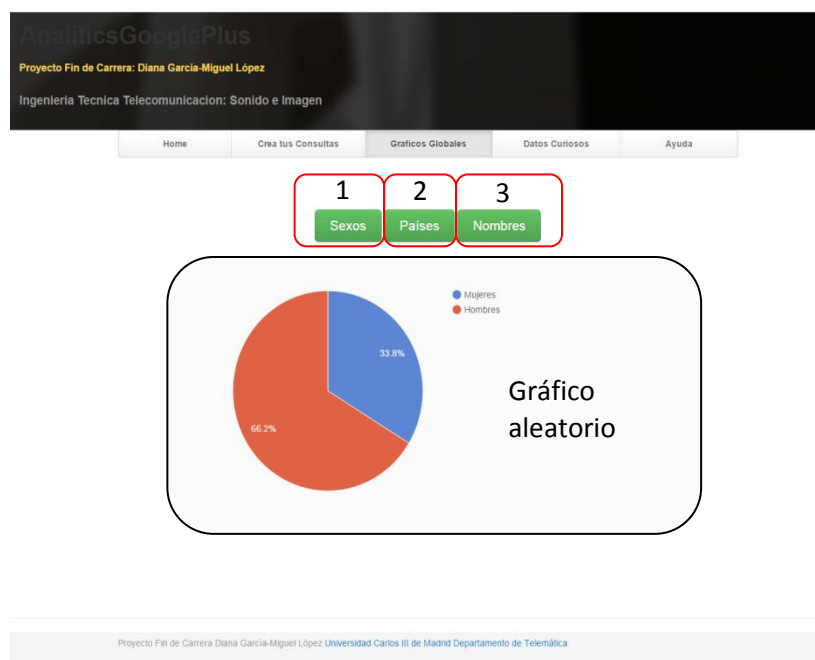 AnaliticsGooglePlus
Proyecto Fin de Carrera: Diana García-Miguel López
Ingenieria Tecnica Telecomunicacion: Sonido e Imagen
Home Crea tus Consultas Graficos Globales Datos Curiosos Ayuda
1 2 3
Sexos Países Nombres
Mujeres
Hombres
33.8%
Gráfico
aleatorio
66.2%
Proyecto Fin de Carrera Diana García-Miguel López Universidad Carlos III de Madrid Departamento de Telemática.